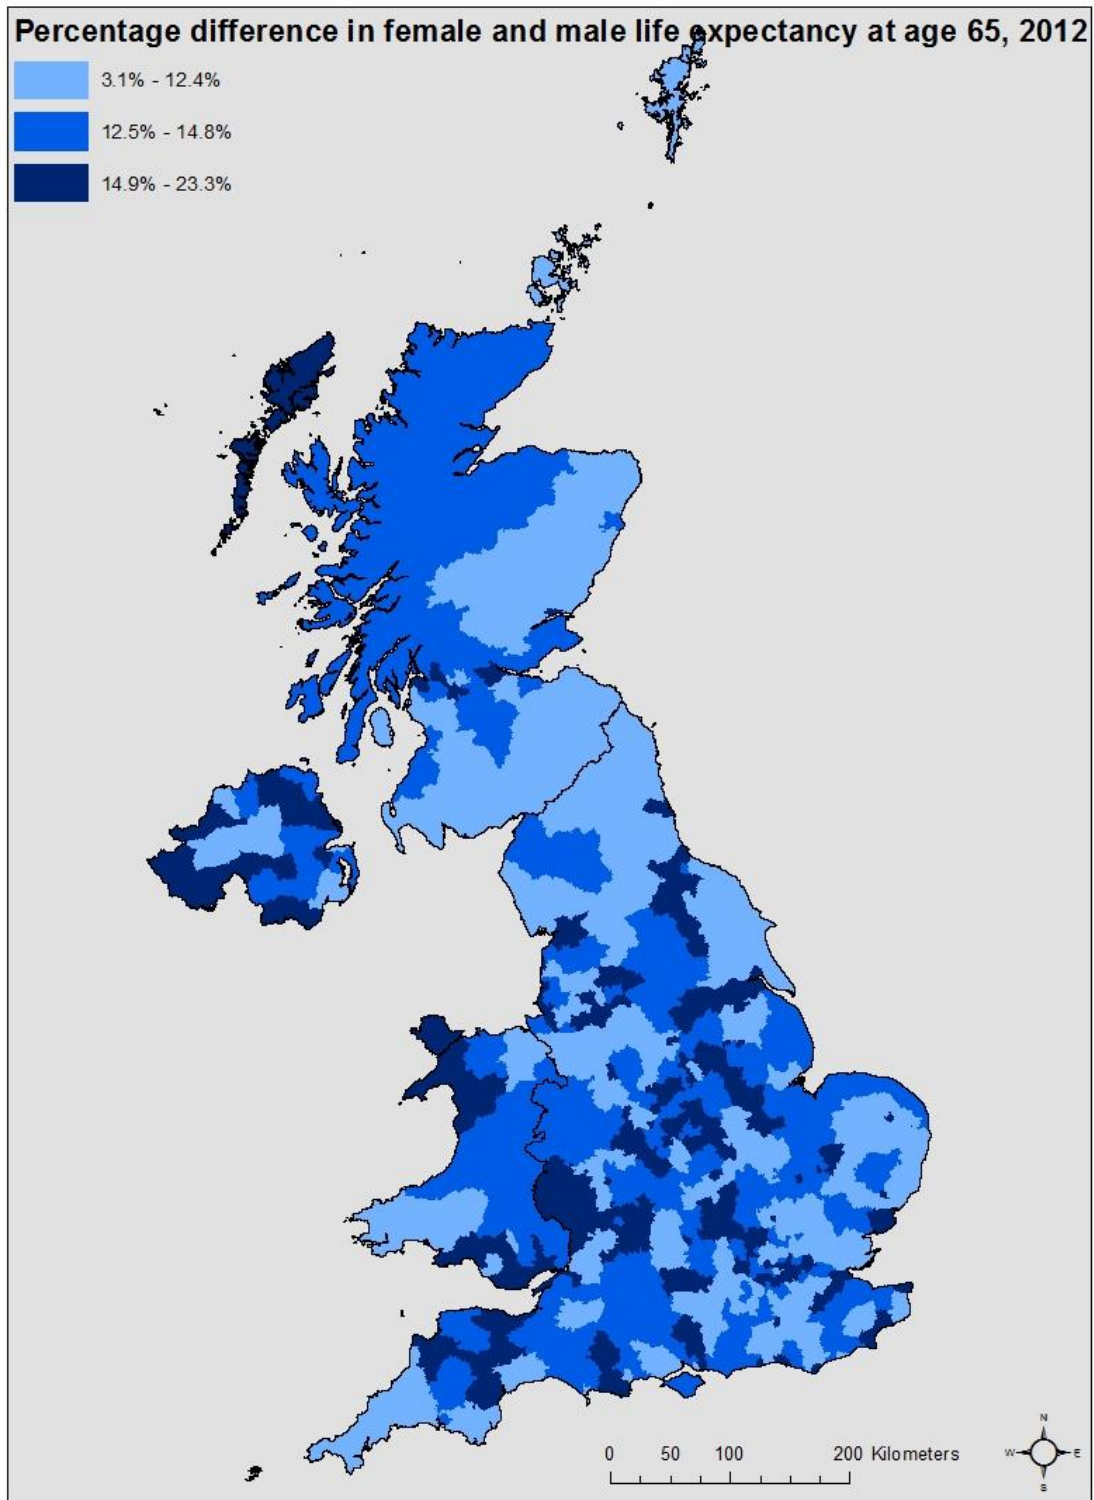 Percentage difference in female and male life expectancy at age 65, 2012
3.1% - 12.4%
12.5% - 14.8%
14.9% - 23.3%
N
W E
S
0 50 100 200 Kilometers